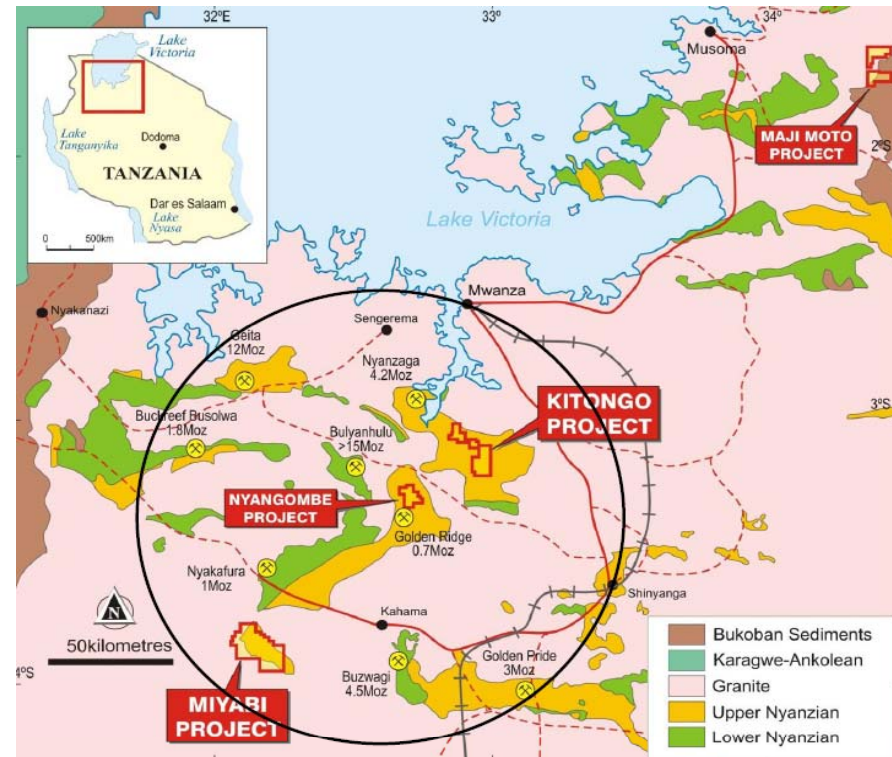 32°E
33°
34°
Lake
Victoria
Lake
Tanganyika
Dodoma
TANZANIA
Dar es Salaam
Lake
Nyasa
0 500km
Musoma
MAJI MOTO
PROJECT
2°S
Lake Victoria
Nyakanazi
Mwanza
Sengerema
Geita
12Moz
Nyanzaga
4.2Moz
KITONGO
PROJECT
3°S
Buckreef Busolwa
1.8Moz
Bulyanhulu
>15Moz
NYANGOMBE
PROJECT
Golden Ridge
0.7Moz
Nyakafura
1Moz
Shinyanga
N
50kilometres
Kahama
4°S
MIYABI
PROJECT
Buzwagi
4.5Moz
Golden Pride
3Moz
Bukoban Sediments
Karagwe-Ankolean
Granite
Upper Nyanzian
Lower Nyanzian